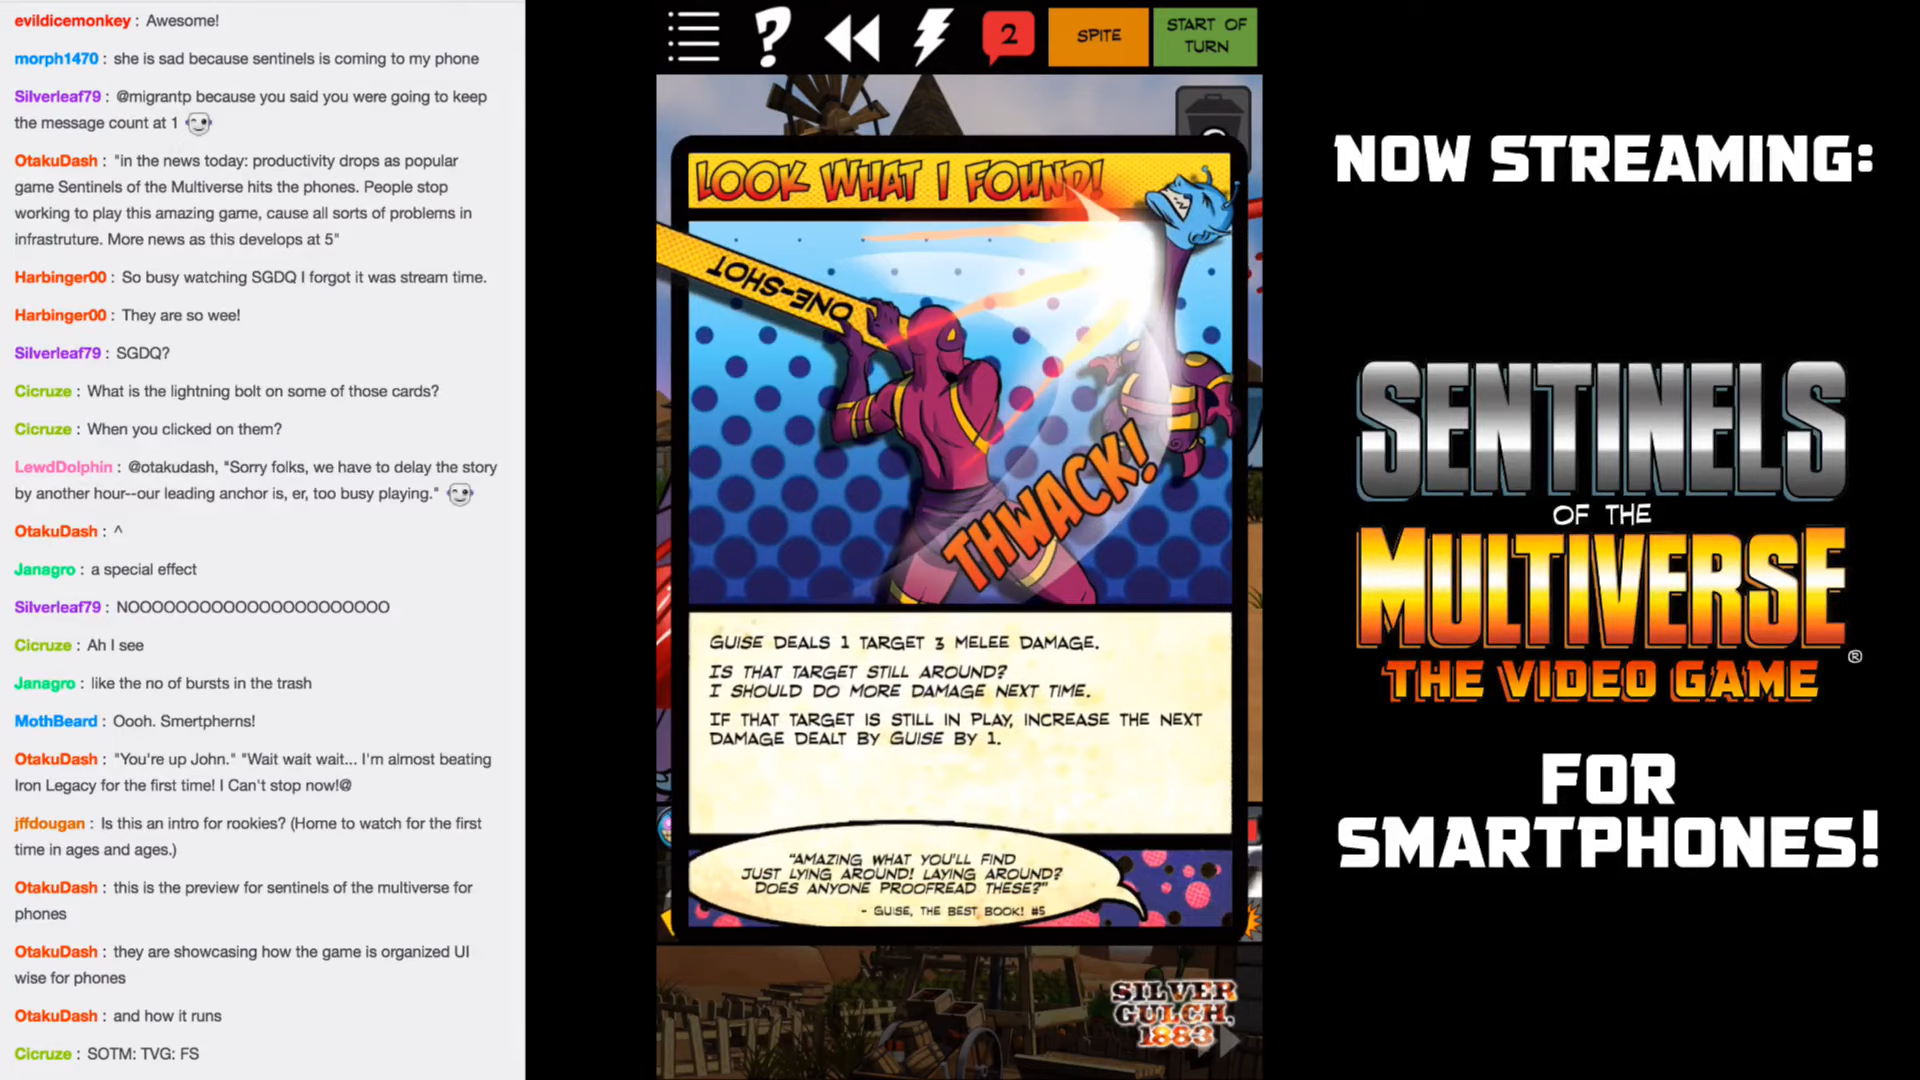 evildicemonkey : Awesome!
morph1470 : she is sad because sentinels is coming to my phone
Silverleaf79 : @migrantp because you said you were going to keep
the message count at 1
OtakuDash : "in the news today: productivity drops as popular
game Sentinels of the Multiverse hits the phones. People stop
working to play this amazing game, cause all sorts of problems in
infrastruture. More news as this develops at 5"
Harbinger00 : So busy watching SGDQ I forgot it was stream time.
Harbinger00 : They are so wee!
Silverleaf79 : SGDQ?
Cicruze : What is the lightning bolt on some of those cards?
Cicruze : When you clicked on them?
LewdDolphin : @otakudash, "Sorry folks, we have to delay the story
by another hour--our leading anchor is, er, too busy playing."
OtakuDash : ^
Janagro : a special effect
Silverleaf79 : NOOOOOOOOOOOOOOOOOOOOOO
Cicruze : Ah I see
Janagro : like the no of bursts in the trash
MothBeard : Oooh. Smertpherns!
OtakuDash : "You're up John." "Wait wait wait... I'm almost beating
Iron Legacy for the first time! I Can't stop now!@
jffdougan : Is this an intro for rookies? (Home to watch for the first
time in ages and ages.)
OtakuDash : this is the preview for sentinels of the multiverse for
phones
OtakuDash : they are showcasing how the game is organized UI
wise for phones
OtakuDash : and how it runs
Cicruze : SOTM: TVG: FS
?
2
SPITE
START OF
TURN
LOOK WHAT I FOUND!
ONE-SHOT
THWACK!
GUISE DEALS 1 TARGET 3 MELEE DAMAGE.
IS THAT TARGET STILL AROUND?
I SHOULD DO MORE DAMAGE NEXT TIME.
IF THAT TARGET IS STILL IN PLAY, INCREASE THE NEXT
DAMAGE DEALT BY GUISE BY 1.
"AMAZING WHAT YOU'LL FIND
JUST LYING AROUND! LAYING AROUND?
DOES ANYONE PROOFREAD THESE?"
- GUISE, THE BEST BOOK! #5
SILVER
GULCH,
1883
NOW STREAMING:
SENTINELS
OF THE
MULTIVERSE
®
THE VIDEO GAME
FOR
SMARTPHONES!